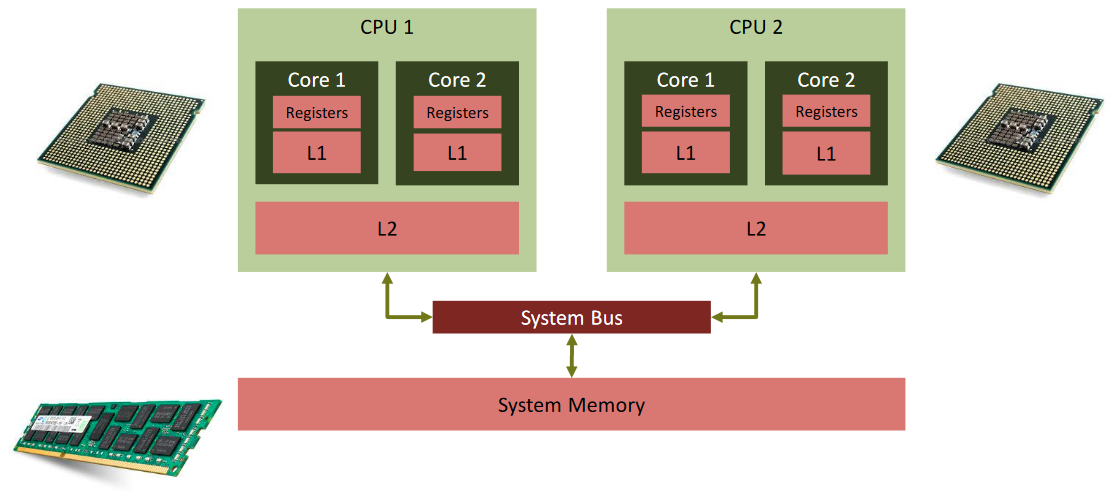 CPU 1
Core 1
Registers
L1
Core 2
Registers
L1
L2
CPU 2
Core 1
Registers
L1
Core 2
Registers
L1
L2
System Bus
System Memory